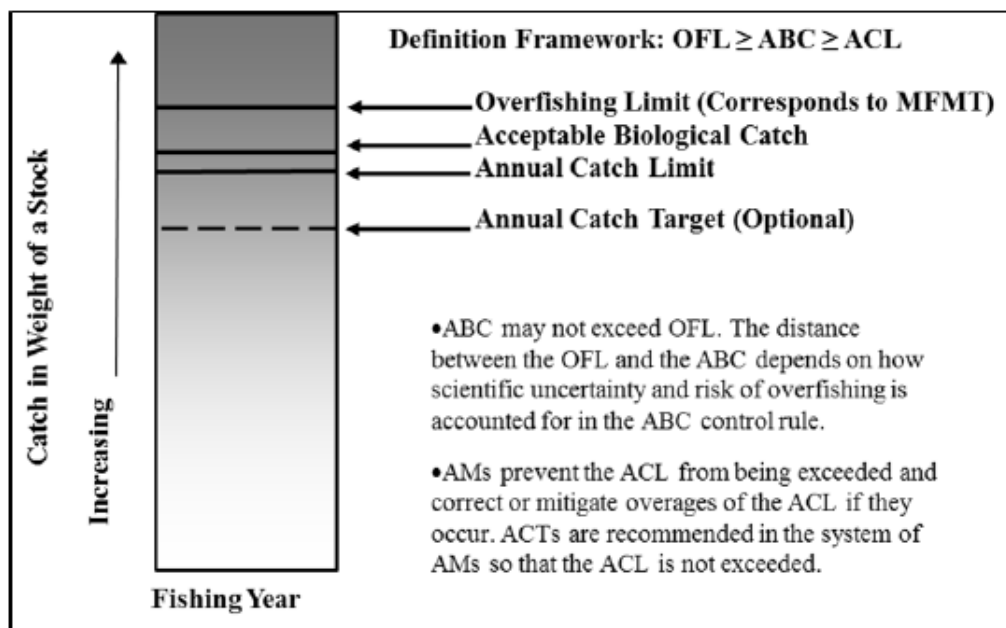 Definition Framework: OFL ≥ ABC ≥ ACL
Overfishing Limit (Corresponds to MFMT)
Acceptable Biological Catch
Annual Catch Limit
Annual Catch Target (Optional)
Catch in Weight of a Stock
Increasing
•ABC may not exceed OFL. The distance
between the OFL and the ABC depends on how
scientific uncertainty and risk of overfishing is
accounted for in the ABC control rule.
•AMs prevent the ACL from being exceeded and
correct or mitigate overages of the ACL if they
occur. ACTs are recommended in the system of
AMs so that the ACL is not exceeded.
Fishing Year